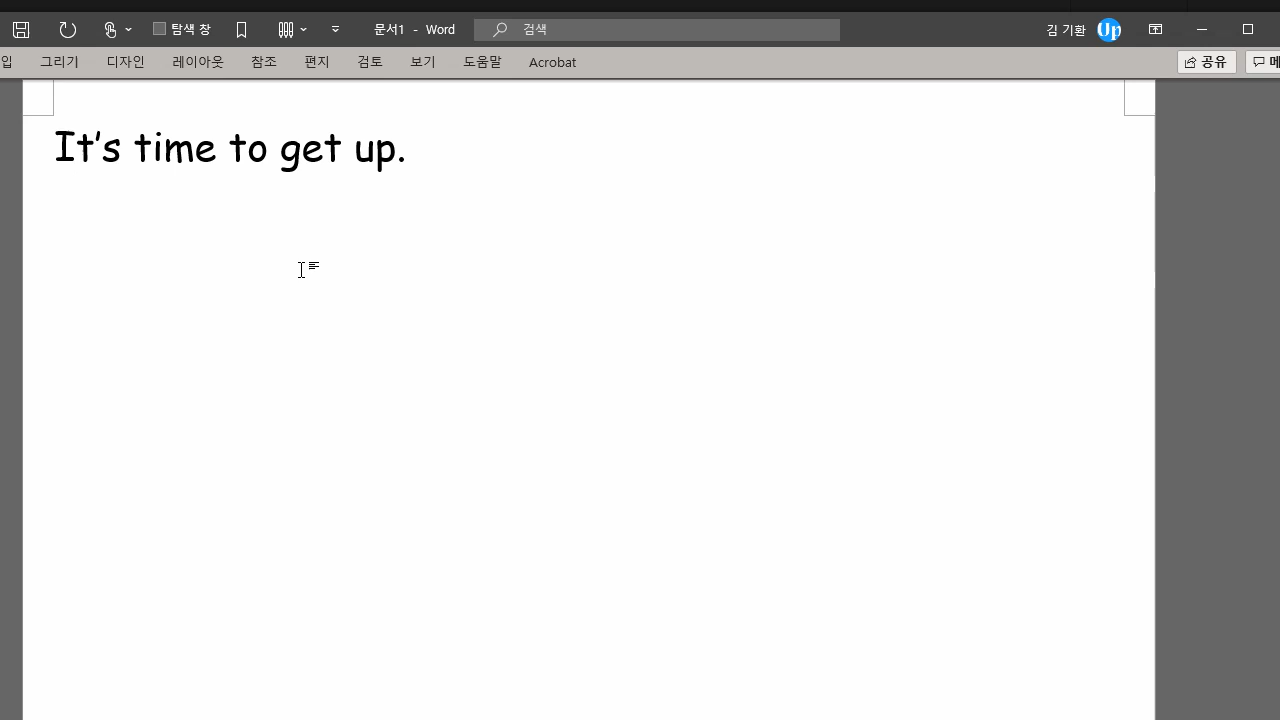 탐색 창
문서1 - Word
검색
김 기환
Up
입 그리기 디자인 레이아웃 참조 편지 검토 보기 도움말 Acrobat
공유
메
It's time to get up.